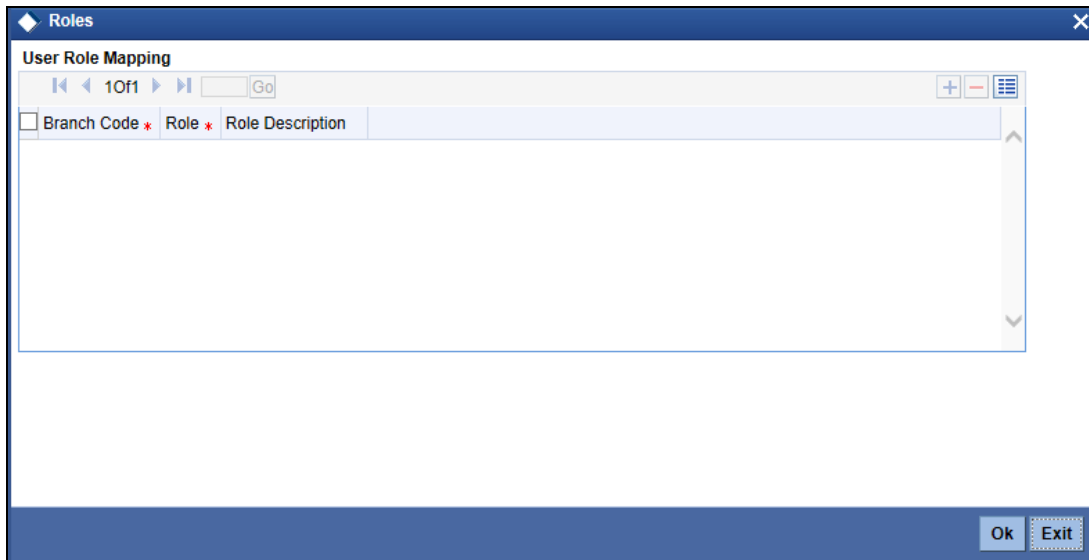 Roles
User Role Mapping
1Of1 Go
Branch Code * Role * Role Description
Ok Exit